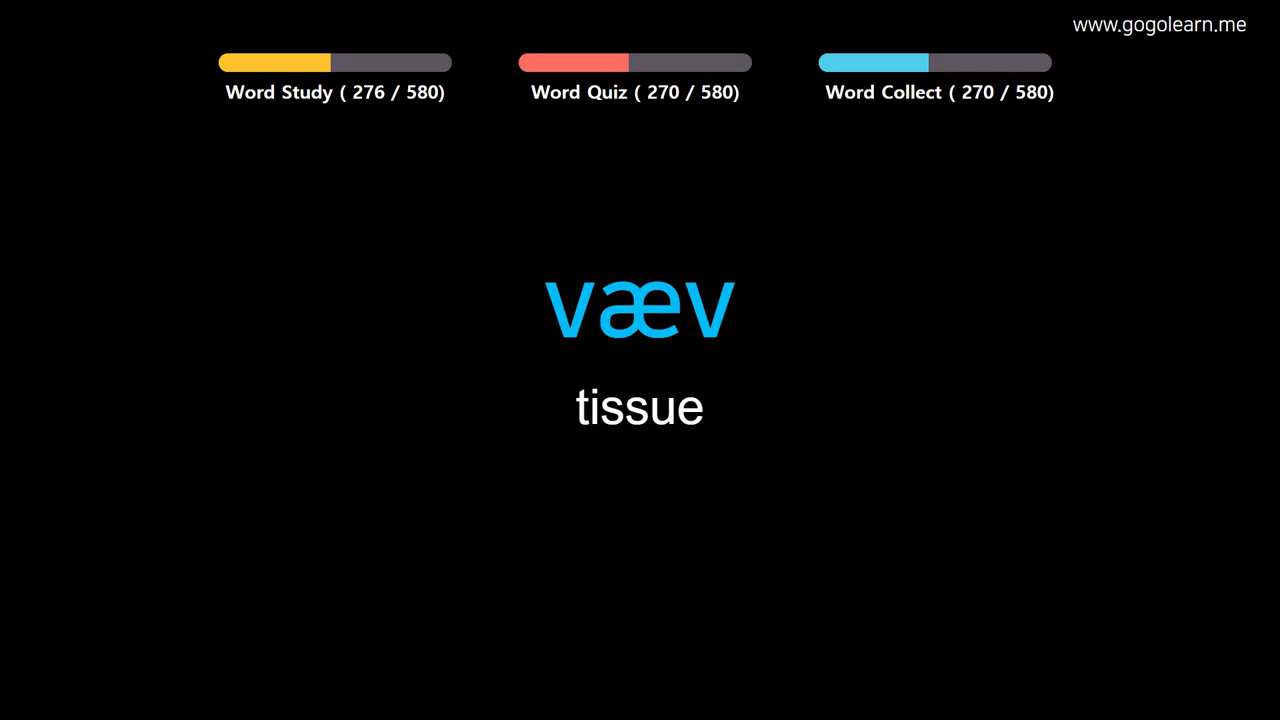 www.gogolearn.me
Word Study ( 276 / 580)
Word Quiz ( 270 / 580)
Word Collect ( 270 / 580)
væv
tissue